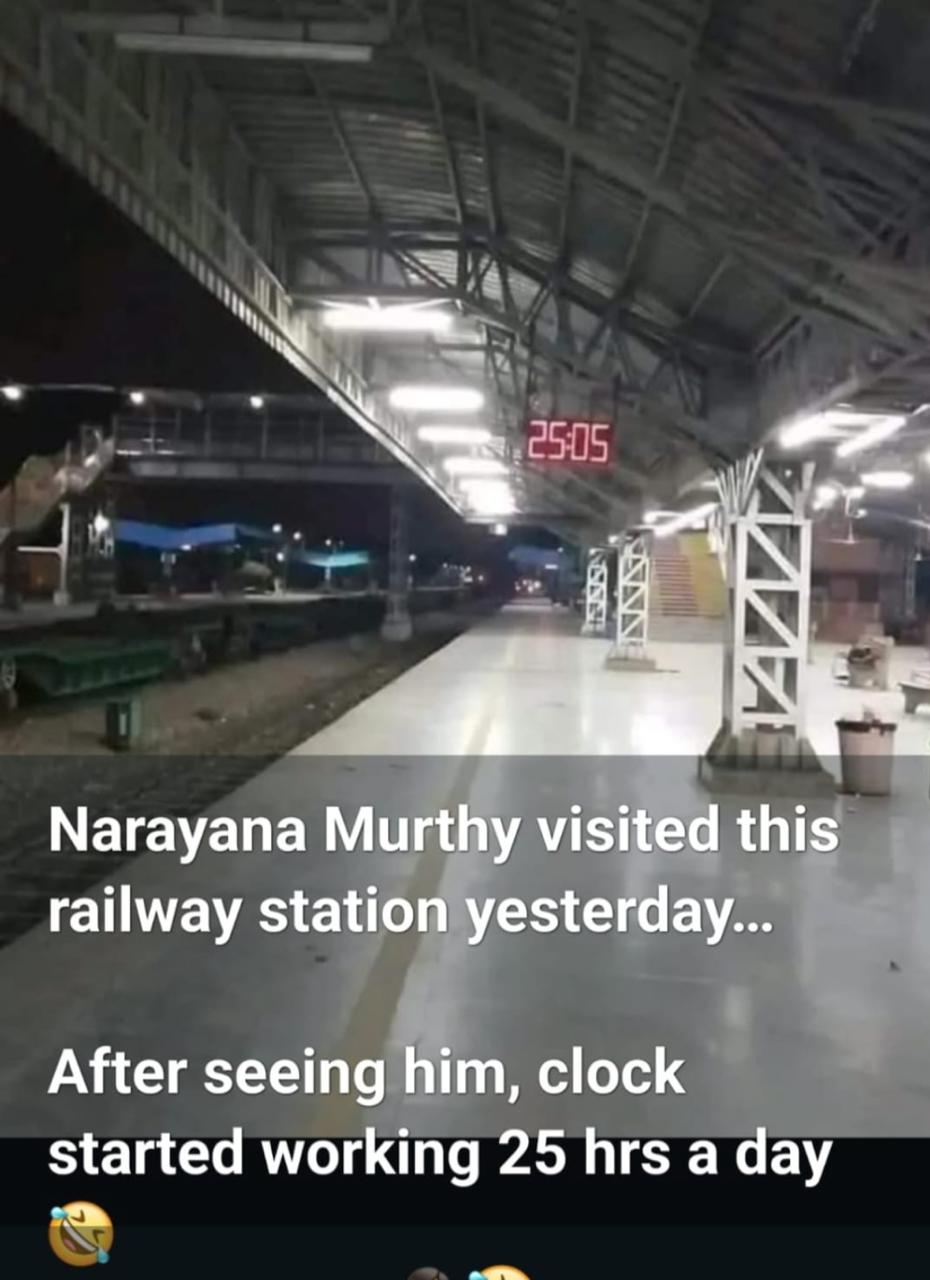 25:05
Narayana Murthy visited this
railway station yesterday...
After seeing him, clock
started working 25 hrs a day
🤣